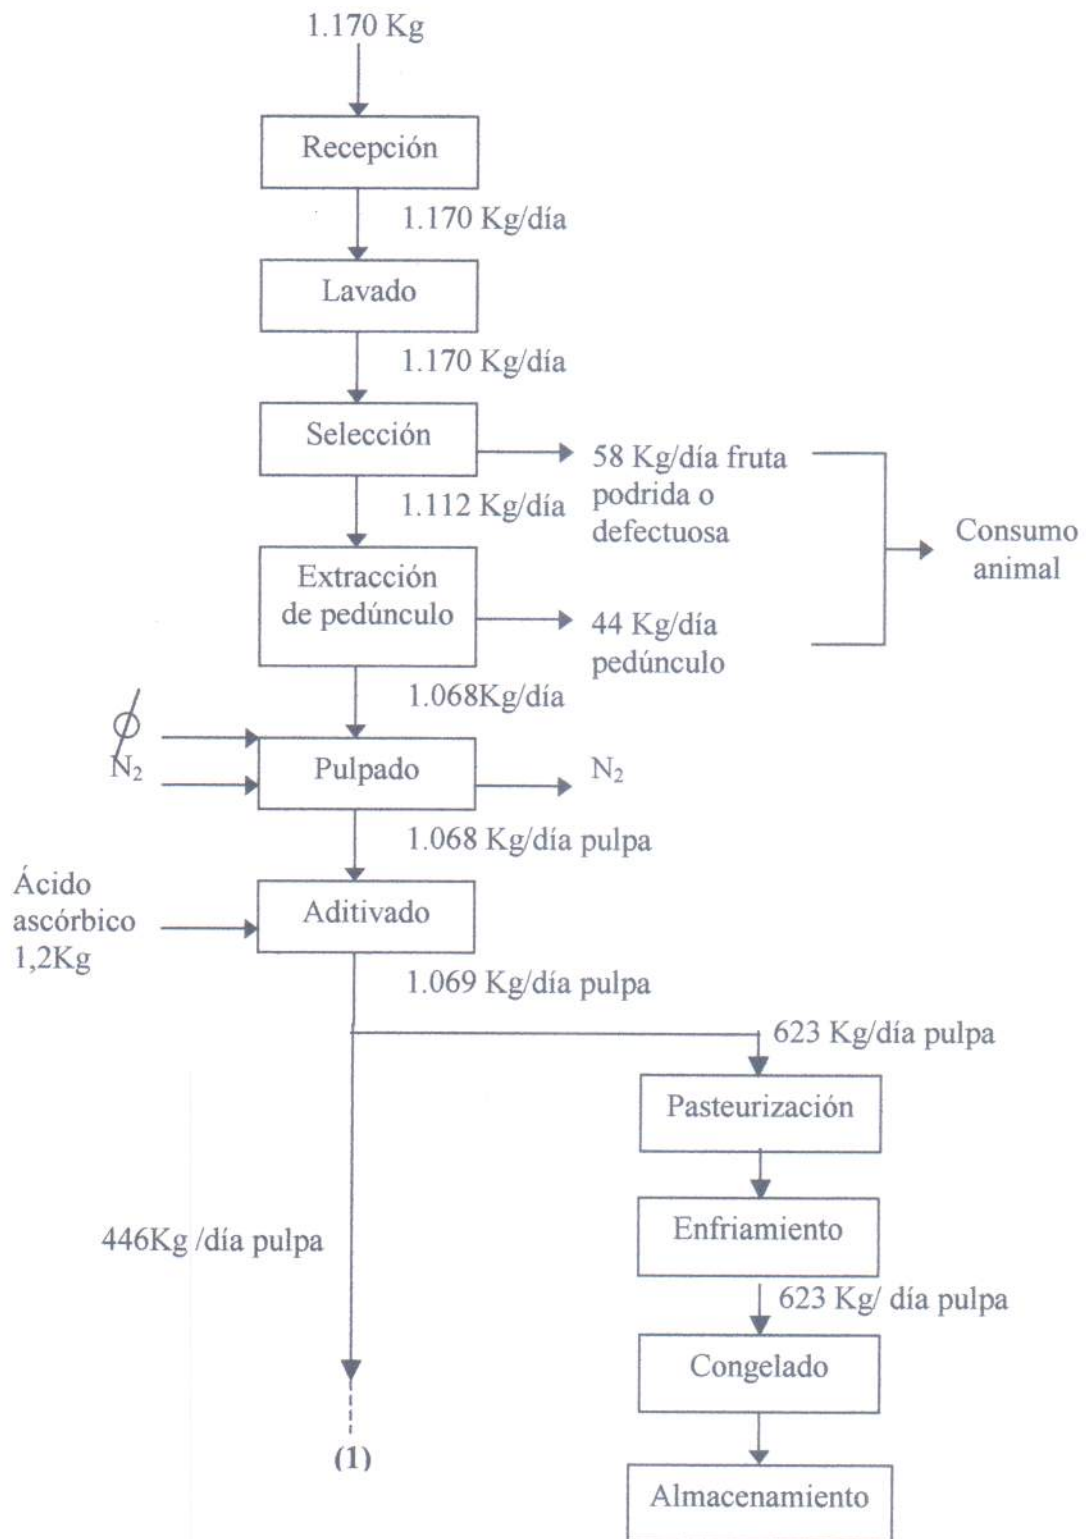 1.170 Kg
Recepción
1.170 Kg/día
Lavado
1.170 Kg/día
Selección
58 Kg/día fruta
podrida o
defectuosa
1.112 Kg/día
Consumo
animal
Extracción
de pedúnculo
44 Kg/día
pedúnculo
1.068Kg/día
N₂
Pulpado
N₂
1.068 Kg/día pulpa
Ácido
ascórbico
1,2Kg
Aditivado
1.069 Kg/día pulpa
623 Kg/día pulpa
Pasteurización
446Kg /día pulpa
Enfriamiento
623 Kg/ día pulpa
Congelado
(1)
Almacenamiento